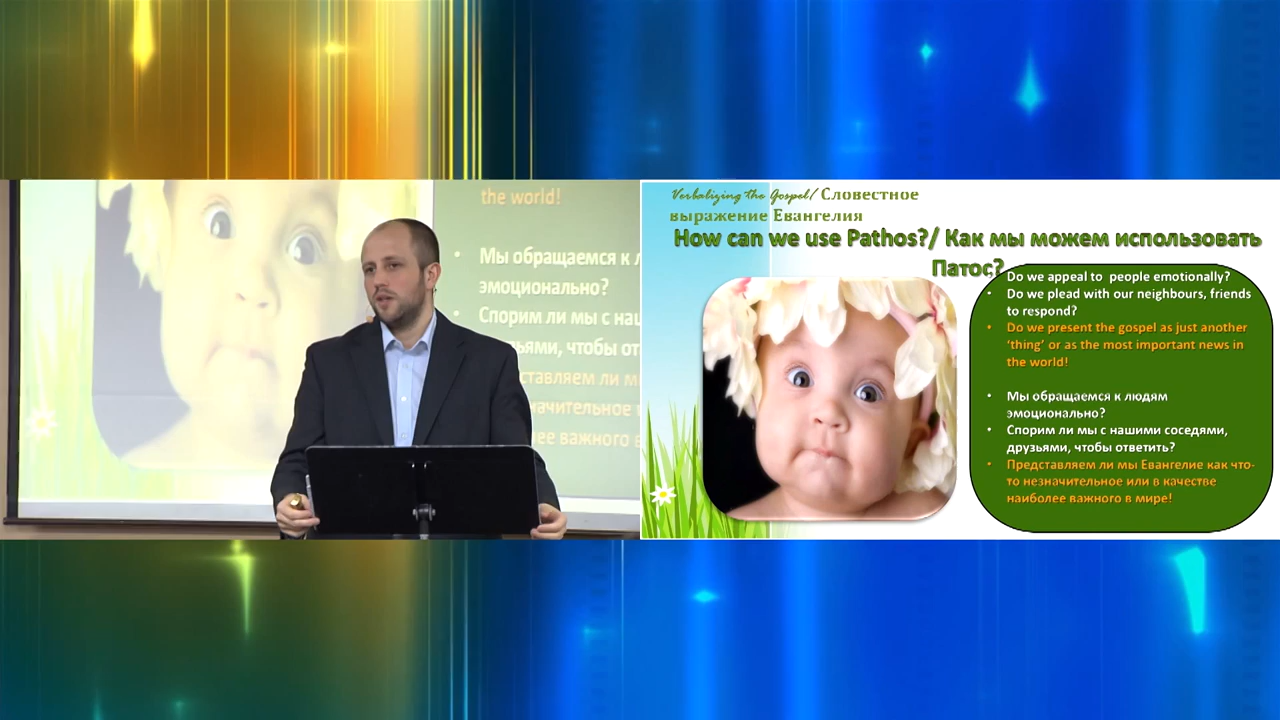 the world!
Мы обращаемся к
эмоционально?
Спорим ли мы с
чтобы
важного в
Verbalizing the Gospel/ Словестное
выражение Евангелия
How can we use Pathos?/ Как мы можем использовать
Патос?
Do we appeal to people emotionally?
• Do we plead with our neighbours, friends
to respond?
• Do we present the gospel as just another
‘thing’ or as the most important news in
the world!
• Мы обращаемся к людям
эмоционально?
• Спорим ли мы с нашими соседями,
друзьями, чтобы ответить?
• Представляем ли мы Евангелие как что-
то незначительное или в качестве
наиболее важного в мире!